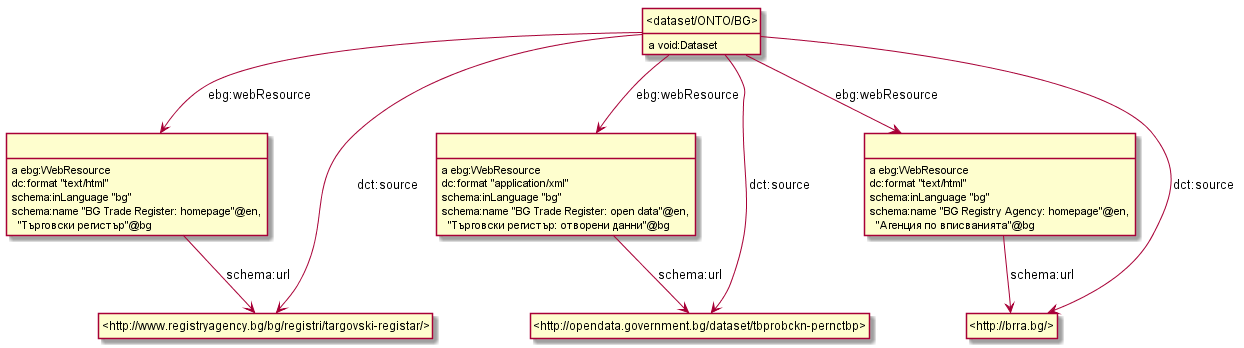 <dataset/ONTO/BG>
a void:Dataset
ebg:webResource
ebg:webResource
ebg:webResource
a ebg:WebResource
dc:format "text/html"
schema:inLanguage "bg"
schema:name "BG Trade Register: homepage"@en,
"Търговски регистър"@bg
dct:source
a ebg:WebResource
dc:format "application/xml"
schema:inLanguage "bg"
schema:name "BG Trade Register: open data"@en,
"Търговски регистър: отворени данни"@bg
dct:source
a ebg:WebResource
dc:format "text/html"
schema:inLanguage "bg"
schema:name "BG Registry Agency: homepage"@en,
"Агенция по вписванията"@bg
dct:source
schema:url
schema:url
schema:url
<http://www.registryagency.bg/bg/registri/targovski-registar/>
<http://opendata.government.bg/dataset/tbprobckn-pernctbp>
<http://brra.bg/>